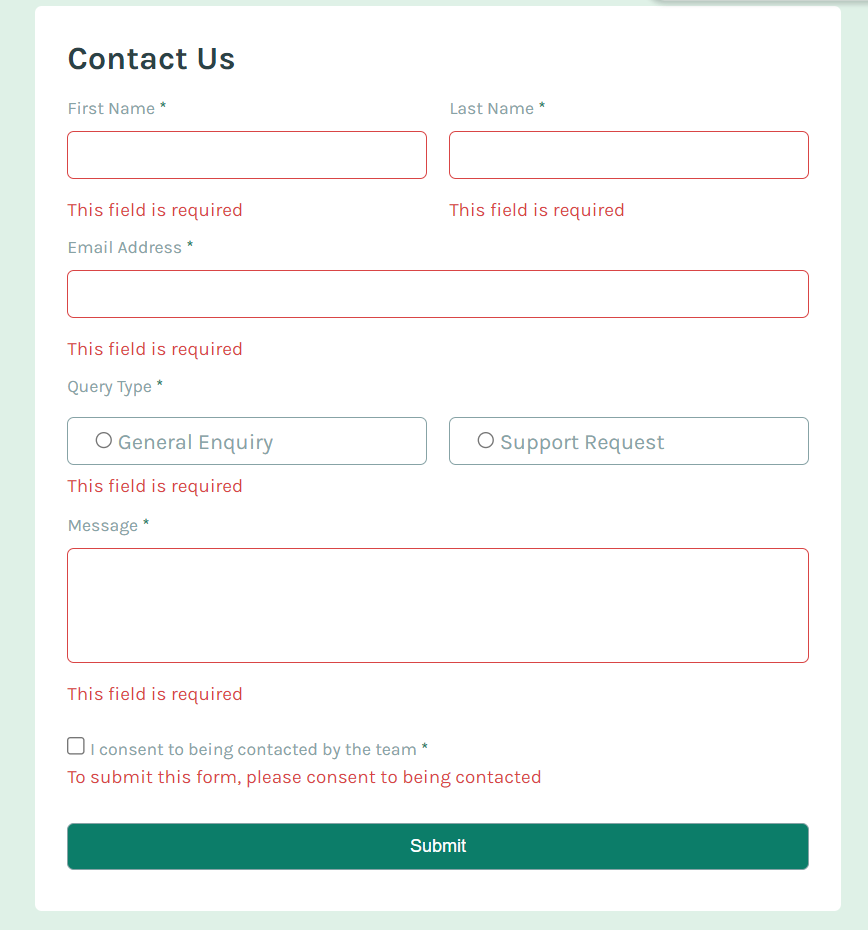 Contact Us
First Name * Last Name *
This field is required This field is required
Email Address *
This field is required
Query Type *
General Enquiry Support Request
This field is required
Message *
This field is required
I consent to being contacted by the team *
To submit this form, please consent to being contacted
Submit